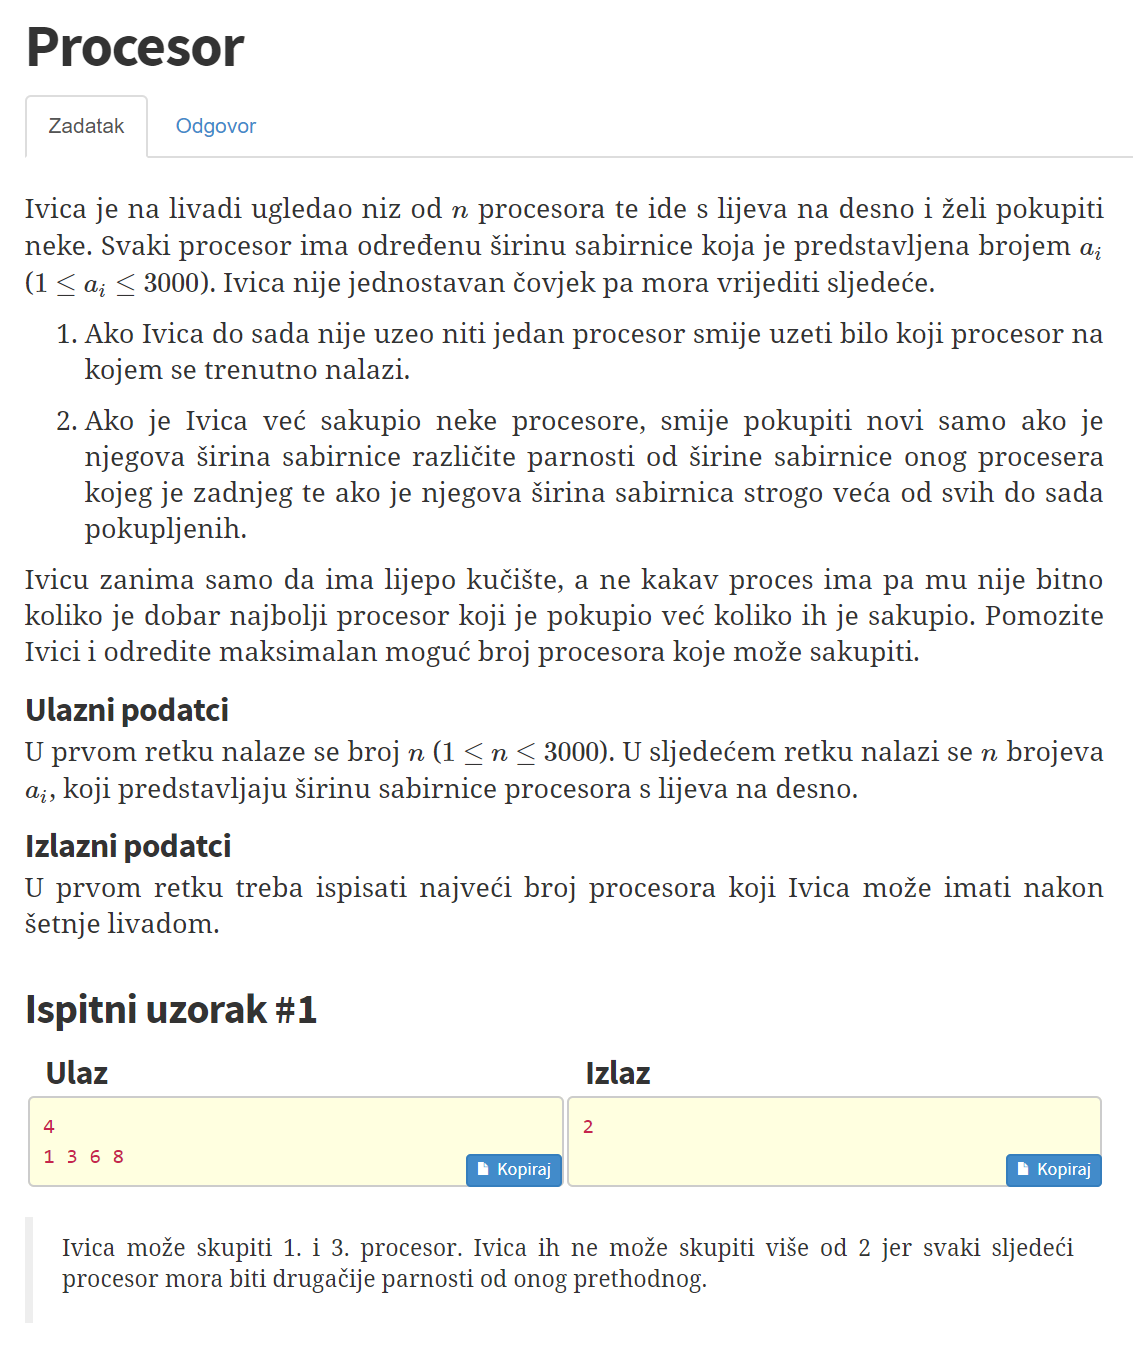 Procesor
Zadatak
Odgovor
Ivica je na livadi ugledao niz od n procesora te ide s lijeva na desno i želi pokupiti
neke. Svaki procesor ima određenu širinu sabirnice koja je predstavljena brojem aᵢ
(1 ≤ aᵢ ≤ 3000). Ivica nije jednostavan čovjek pa mora vrijediti sljedeće.
1. Ako Ivica do sada nije uzeo niti jedan procesor smije uzeti bilo koji procesor na
kojem se trenutno nalazi.
2. Ako je Ivica već sakupio neke procesore, smije pokupiti novi samo ako je
njegova širina sabirnice različite parnosti od širine sabirnice onog procesera
kojeg je zadnjeg te ako je njegova širina sabirnica strogo veća od svih do sada
pokupljenih.
Ivicu zanima samo da ima lijepo kučište, a ne kakav proces ima pa mu nije bitno
koliko je dobar najbolji procesor koji je pokupio već koliko ih je sakupio. Pomozite
Ivici i odredite maksimalan moguć broj procesora koje može sakupiti.
Ulazni podatci
U prvom retku nalaze se broj n (1 ≤ n ≤ 3000). U sljedećem retku nalazi se n brojeva
aᵢ, koji predstavljaju širinu sabirnice procesora s lijeva na desno.
Izlazni podatci
U prvom retku treba ispisati najveći broj procesora koji Ivica može imati nakon
šetnje livadom.
Ispitni uzorak #1
Ulaz
4
1 3 6 8
Kopiraj
Izlaz
2
Kopiraj
Ivica može skupiti 1. i 3. procesor. Ivica ih ne može skupiti više od 2 jer svaki sljedeći
procesor mora biti drugačije parnosti od onog prethodnog.